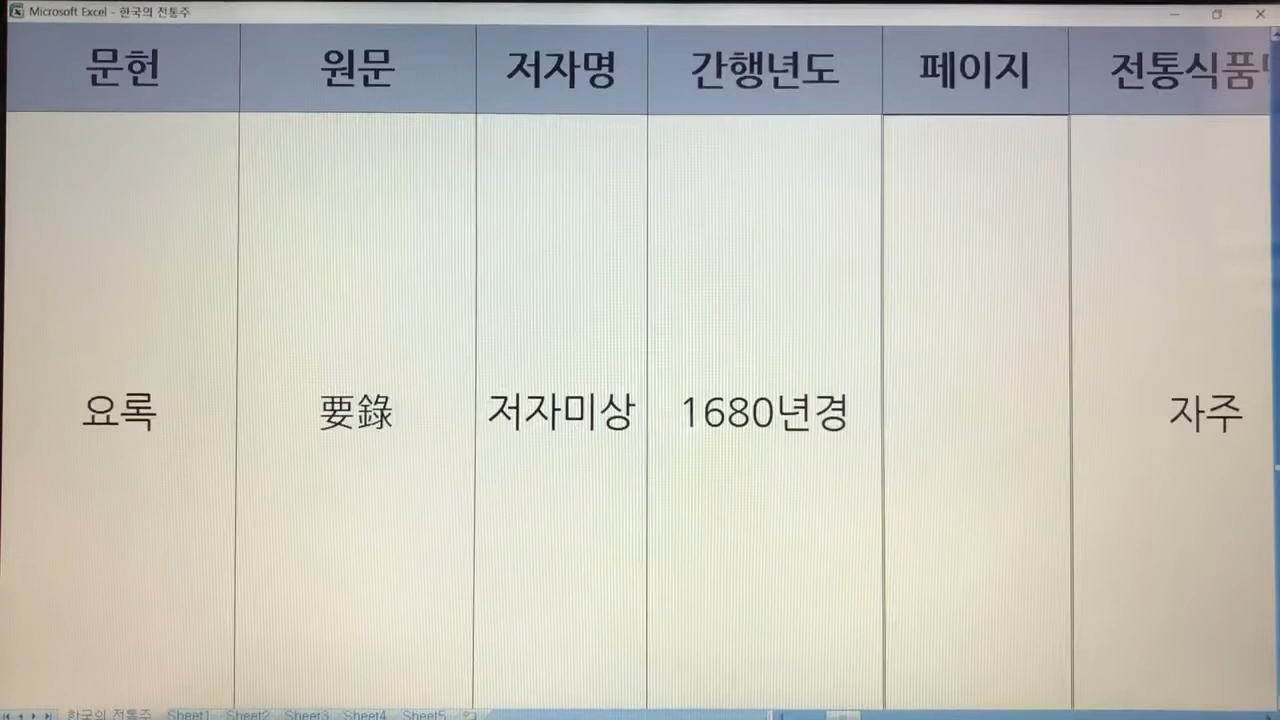 Microsoft Excel - 한국의 전통주
문헌 원문 저자명 간행년도 페이지 전통식품
요록 要錄 저자미상 1680년경 자주
한국의 전통주 Sheet1 Sheet2 Sheet3 Sheet4 Sheet5